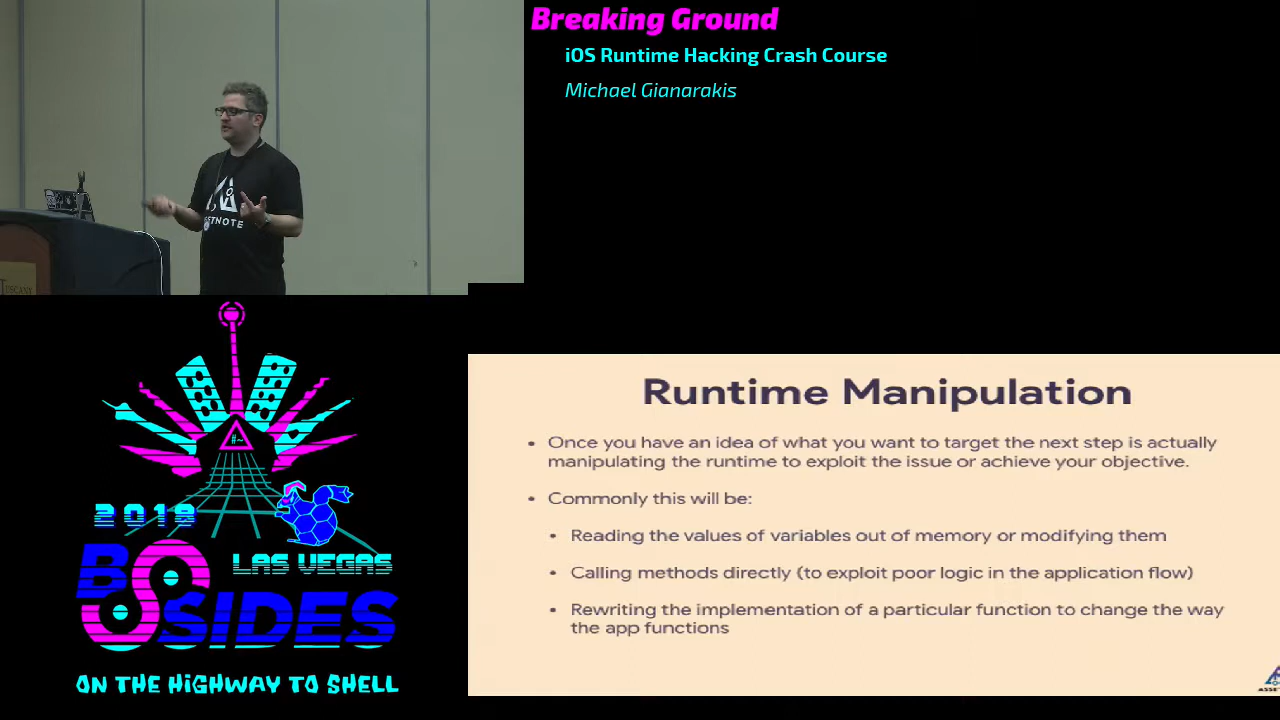 Breaking Ground
iOS Runtime Hacking Crash Course
Michael Gianarakis
TUSCANY
#~
2019
BSIDES
LAS VEGAS
ON THE HIGHWAY TO SHELL
Runtime Manipulation
• Once you have an idea of what you want to target the next step is actually
manipulating the runtime to exploit the issue or achieve your objective.
• Commonly this will be:
• Reading the values of variables out of memory or modifying them
• Calling methods directly (to exploit poor logic in the application flow)
• Rewriting the implementation of a particular function to change the way
the app functions